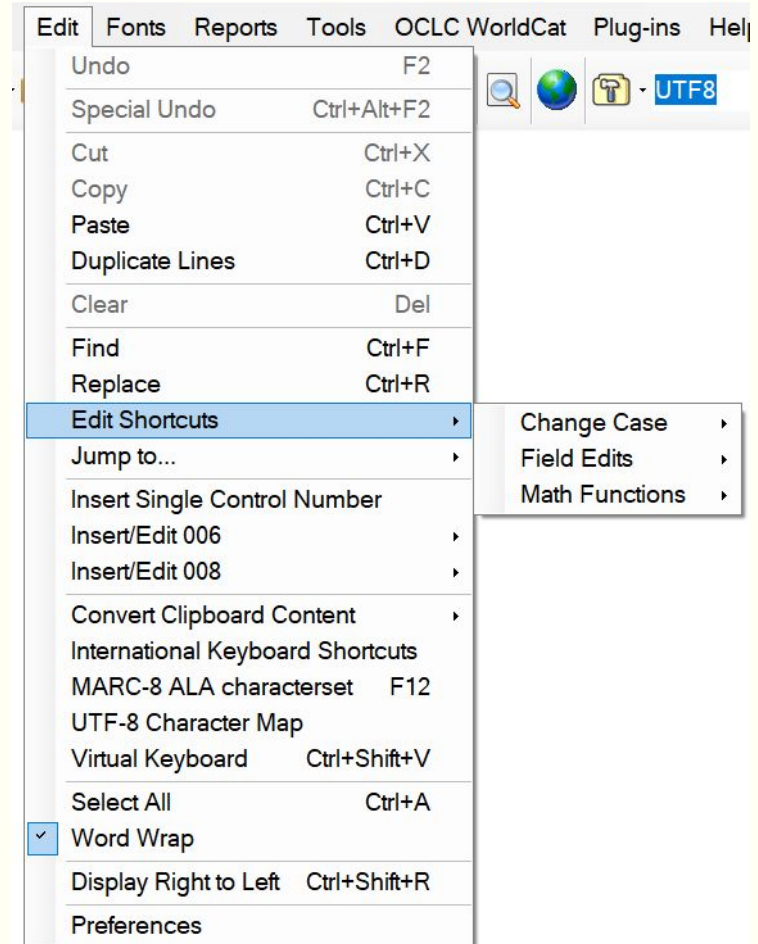 Edit Fonts Reports Tools OCLC WorldCat Plug-ins Help
UTF8
Undo F2
Special Undo Ctrl+Alt+F2
Cut Ctrl+X
Copy Ctrl+C
Paste Ctrl+V
Duplicate Lines Ctrl+D
Clear Del
Find Ctrl+F
Replace Ctrl+R
Edit Shortcuts
Change Case
Field Edits
Math Functions
Jump to...
Insert Single Control Number
Insert/Edit 006
Insert/Edit 008
Convert Clipboard Content
International Keyboard Shortcuts
MARC-8 ALA characterset F12
UTF-8 Character Map
Virtual Keyboard Ctrl+Shift+V
Select All Ctrl+A
Word Wrap
Display Right to Left Ctrl+Shift+R
Preferences